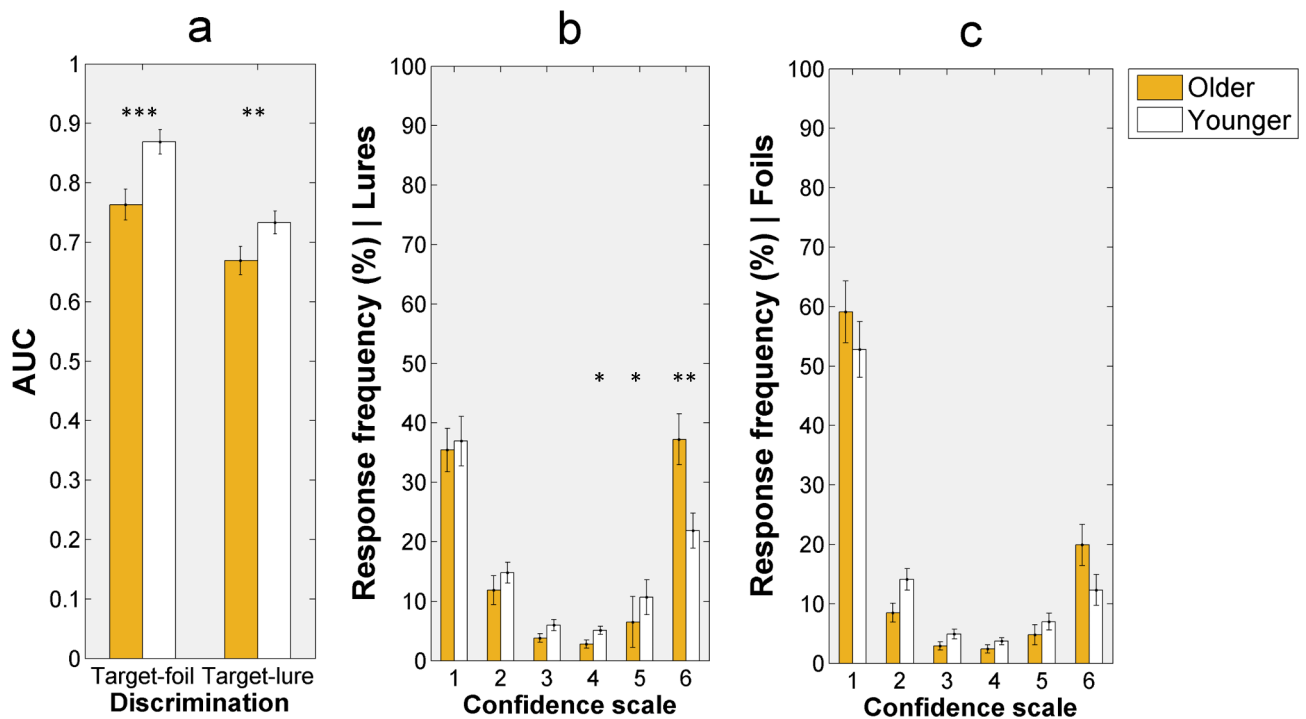 a
AUC
1
0.9
0.8
0.7
0.6
0.5
0.4
0.3
0.2
0.1
0
*** **
Target-foil Target-lure
Discrimination
b
Response frequency (%) | Lures
100
90
80
70
60
50
40
30
20
10
0
* * **
1 2 3 4 5 6
Confidence scale
c
Response frequency (%) | Foils
100
90
80
70
60
50
40
30
20
10
0
1 2 3 4 5 6
Confidence scale
Older
Younger